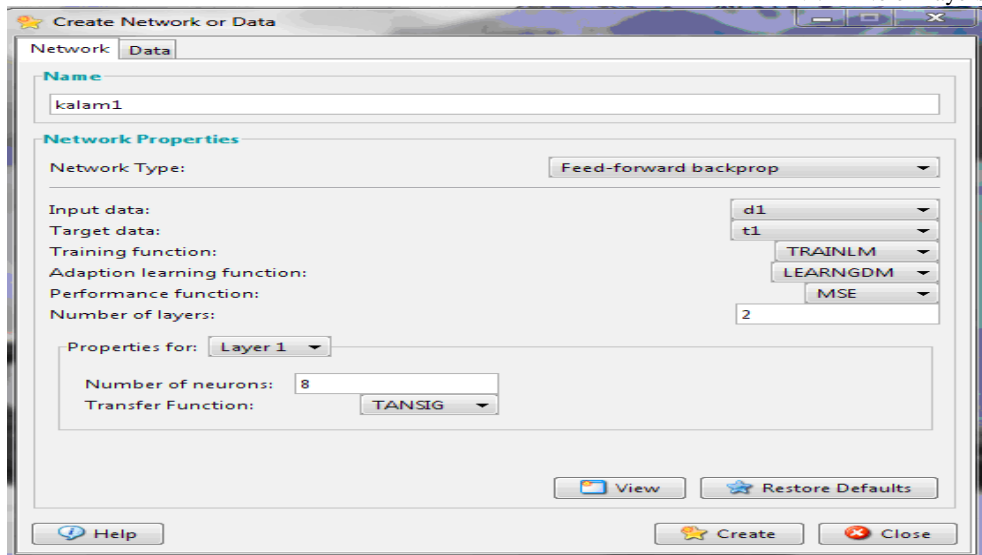 Create Network or Data
Network Data
Name
kalam1
Network Properties
Network Type: Feed-forward backprop
Input data: d1
Target data: t1
Training function: TRAINLM
Adaption learning function: LEARNGDM
Performance function: MSE
Number of layers: 2
Properties for: Layer 1
Number of neurons: 8
Transfer Function: TANSIG
View Restore Defaults
Help Create Close